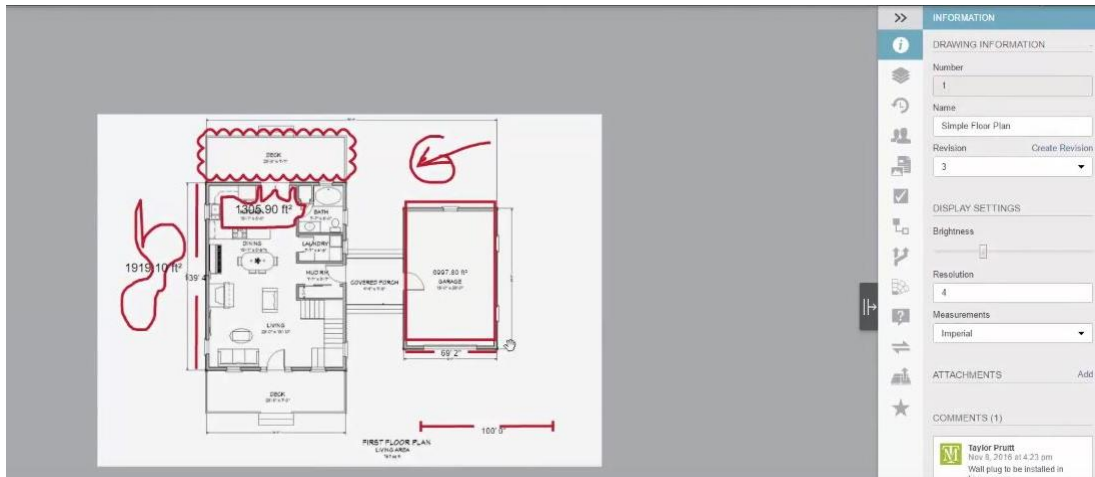 INFORMATION
DRAWING INFORMATION
Number
1
Name
Simple Floor Plan
Revision
Create Revision
3
DISPLAY SETTINGS
Brightness
Resolution
4
Measurements
Imperial
ATTACHMENTS
Add
COMMENTS (1)
Taylor Pruitt
Nov 8, 2016 at 4:23 pm
Wall plug to be installed in
DECK
1305.90 ft²
BATH
DINING
LAUNDRY
1919.10 ft²
139' 4"
MUD RM
COVERED PORCH
6997.80 ft²
GARAGE
LIVING
69' 2"
DECK
100' 0"
FIRST FLOOR PLAN
LIVING AREA